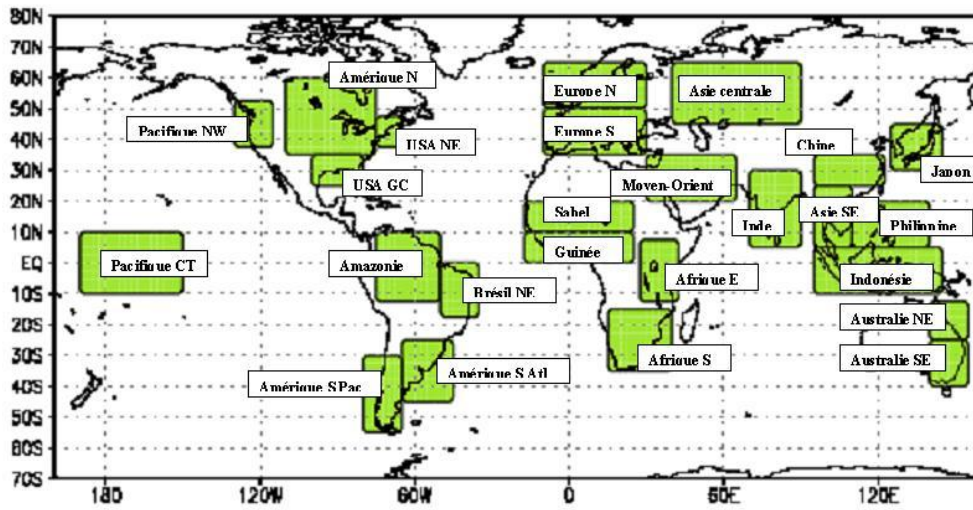 80N
70N
60N
50N
40N
30N
20N
10N
EQ
10S
20S
30S
40S
50S
60S
70S
180
120W
60W
0
60E
120E
Amérique N
Europe N
Asie centrale
Pacifique NW
USA NE
Europe S
Chine
Japon
USA GC
Moyen-Orient
Sahel
Inde
Asie SE
Philippine
Pacifique CT
Amazonie
Guinée
Afrique E
Indonésie
Brésil NE
Australie NE
Amérique S Pac
Amérique S Atl
Afrique S
Australie SE